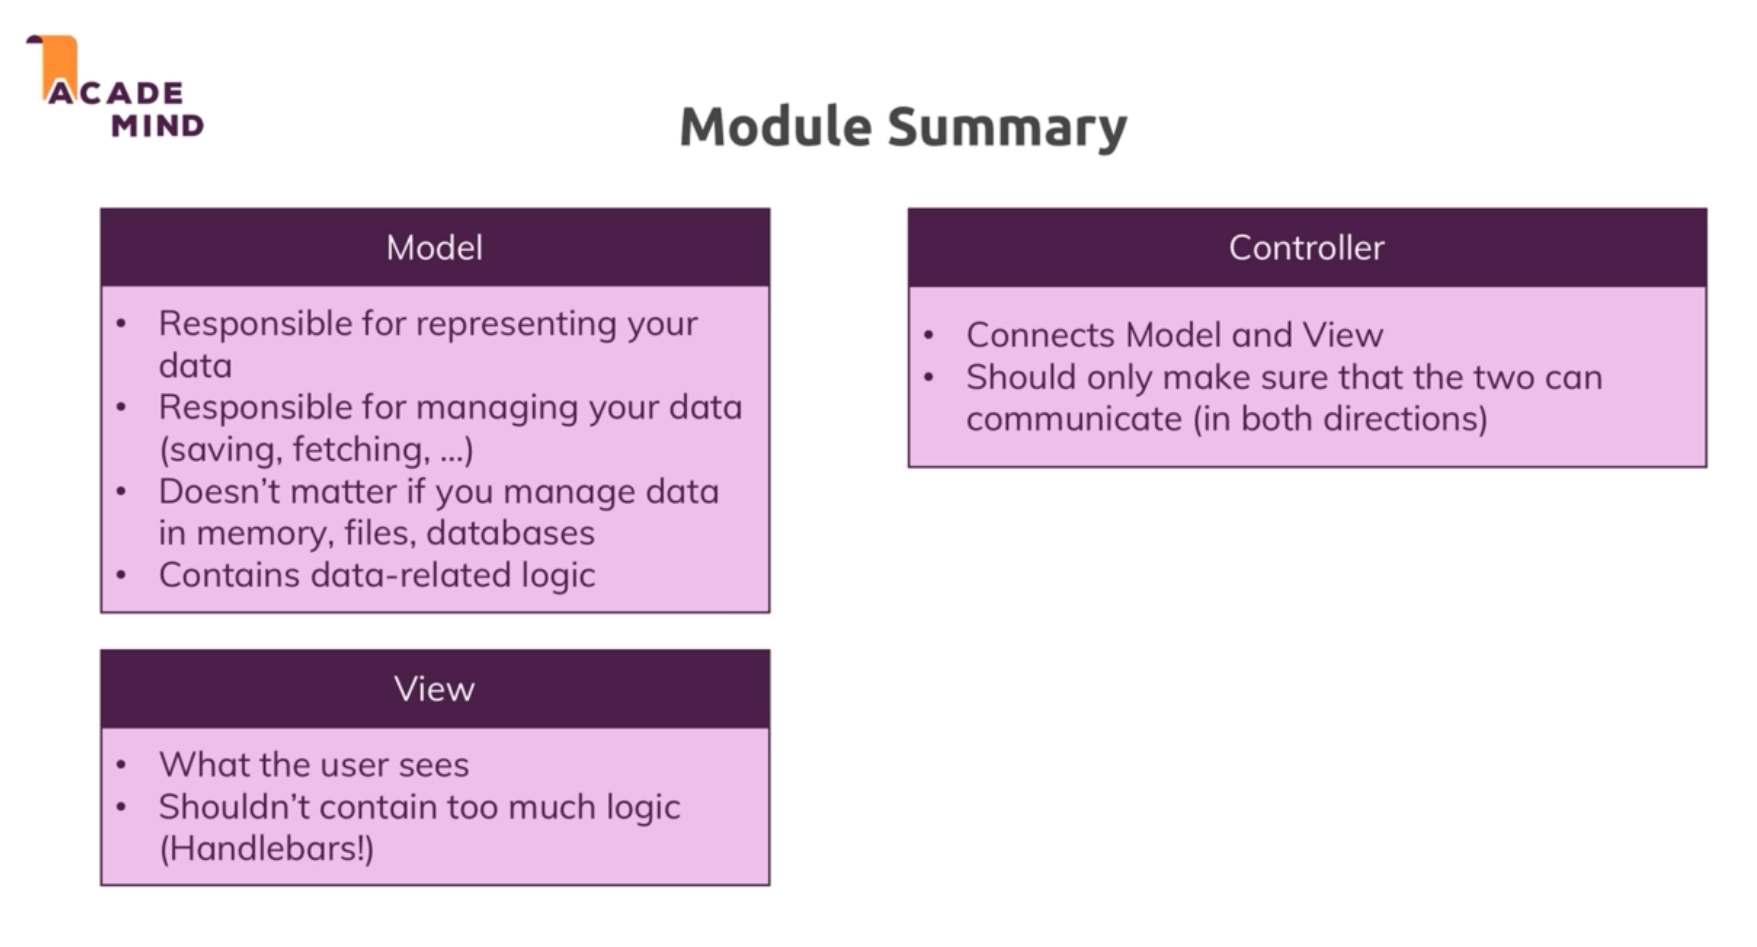 ACADE
MIND
Module Summary
Model
• Responsible for representing your
data
• Responsible for managing your data
(saving, fetching, ...)
• Doesn’t matter if you manage data
in memory, files, databases
• Contains data-related logic
View
• What the user sees
• Shouldn’t contain too much logic
(Handlebars!)
Controller
• Connects Model and View
• Should only make sure that the two can
communicate (in both directions)